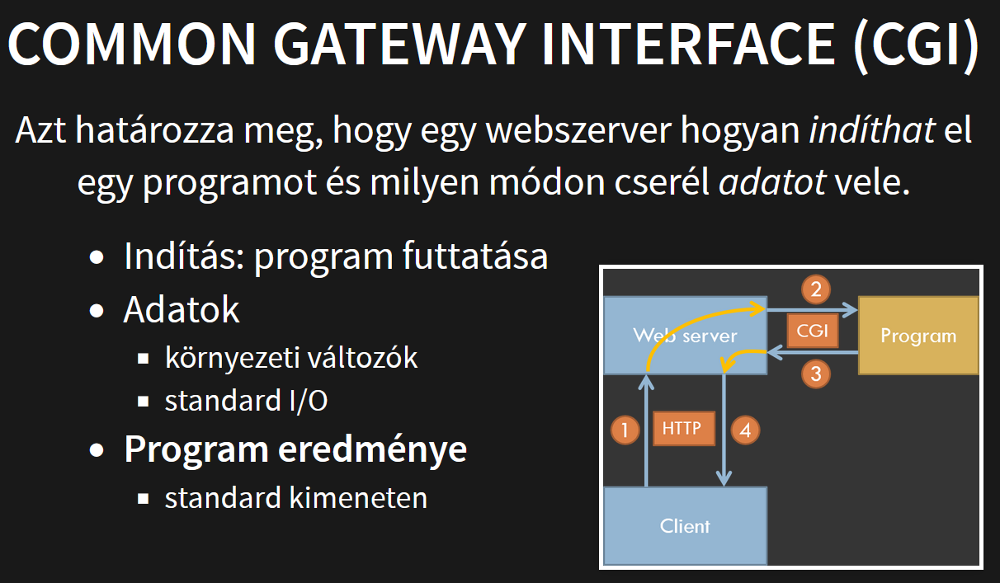 COMMON GATEWAY INTERFACE (CGI)
Azt határozza meg, hogy egy webszerver hogyan indíthat el
egy programot és milyen módon cserél adatot vele.
Indítás: program futtatása
Adatok
környezeti változók
standard I/O
Program eredménye
standard kimeneten
2
Web server
CGI
Program
3
1
HTTP
4
Client